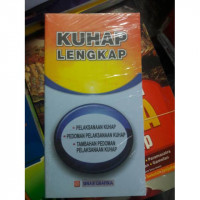 KUHAP
LENGKAP
• PELAKSANAAN KUHAP
• PEDOMAN PELAKSANAAN KUHAP
• TAMBAHAN PEDOMAN
PELAKSANAAN KUHAP